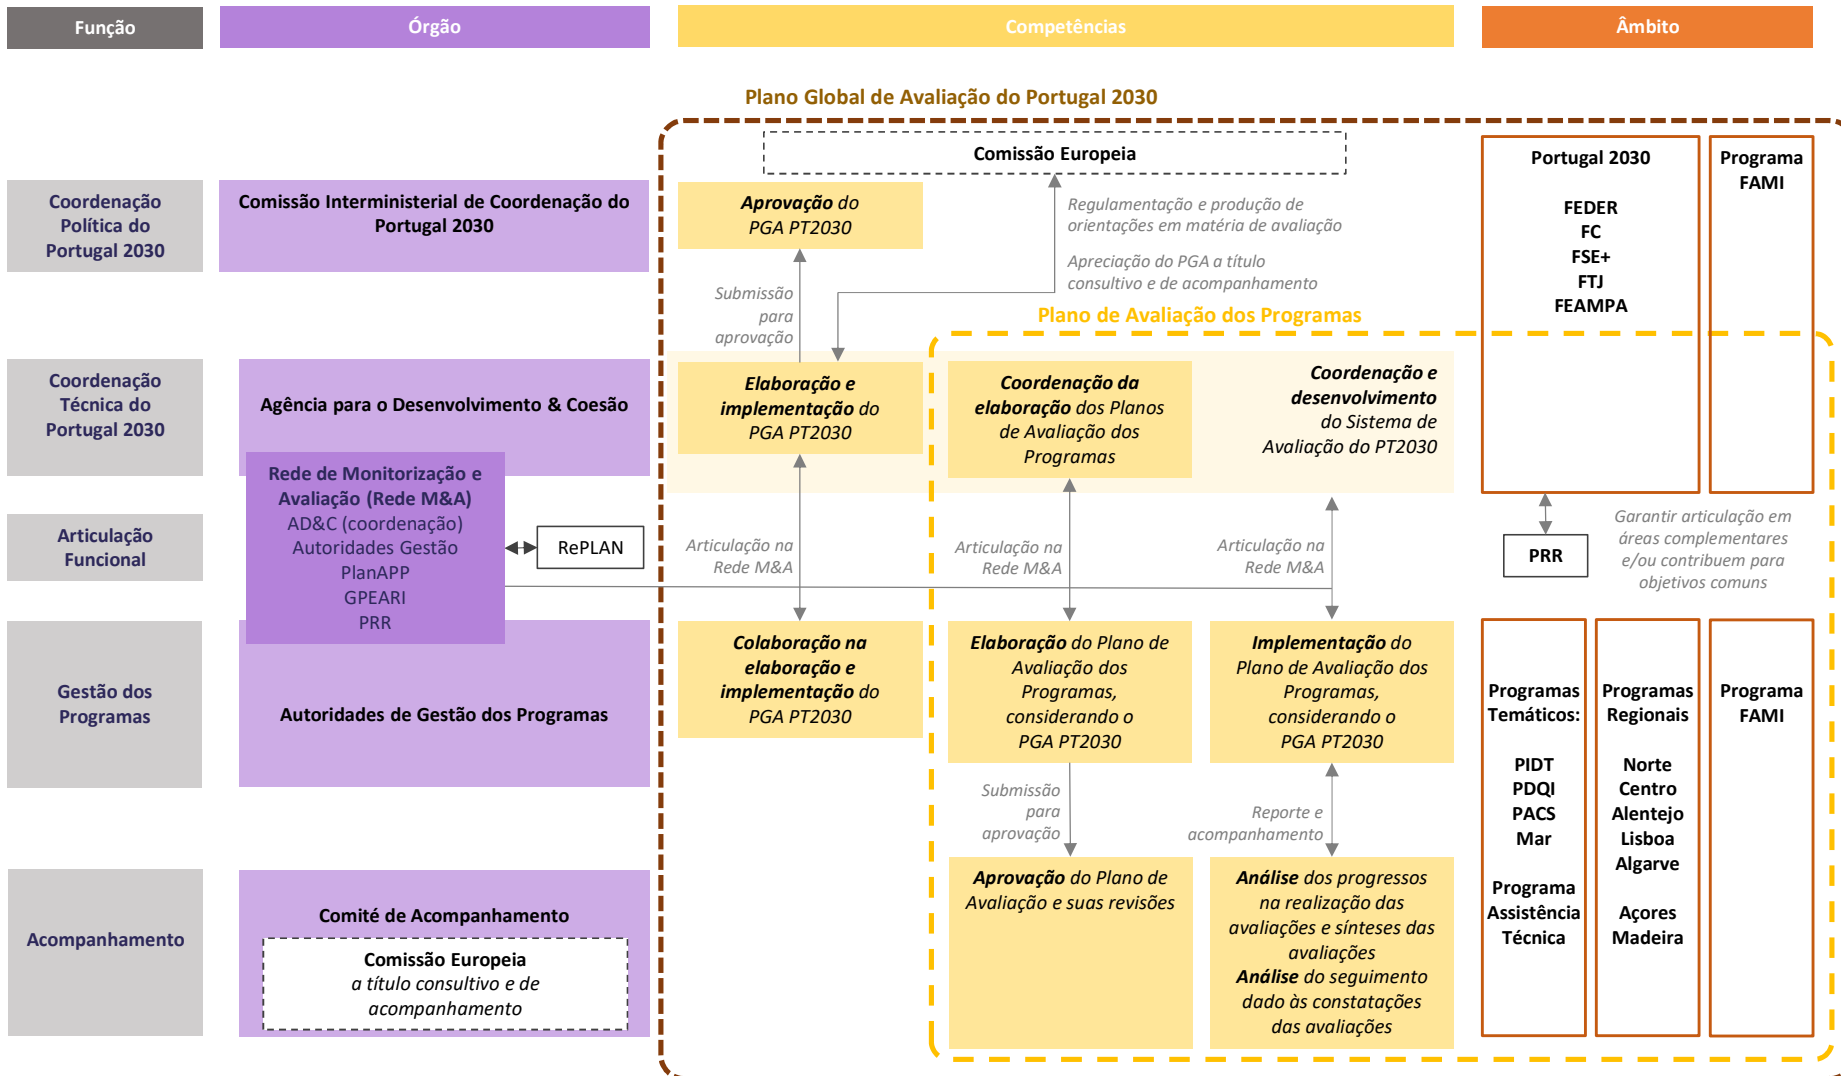 Função
Órgão
Competências
Âmbito
Plano Global de Avaliação do Portugal 2030
Comissão Europeia
Coordenação
Política do
Portugal 2030
Comissão Interministerial de Coordenação do
Portugal 2030
Aprovação do
PGA PT2030
Regulamentação e produção de
orientações em matéria de avaliação
Apreciação do PGA a título
consultivo e de acompanhamento
Submissão
para
aprovação
Portugal 2030
FEDER
FC
FSE+
FTJ
FEAMPA
Programa
FAMI
Plano de Avaliação dos Programas
Coordenação
Técnica do
Portugal 2030
Agência para o Desenvolvimento & Coesão
Elaboração e
implementação do
PGA PT2030
Coordenação da
elaboração dos Planos
de Avaliação dos
Programas
Coordenação e
desenvolvimento
do Sistema de
Avaliação do PT2030
Rede de Monitorização e
Avaliação (Rede M&A)
AD&C (coordenação)
Autoridades Gestão
PlanAPP
GPEARI
PRR
Articulação
Funcional
RePLAN
Articulação na
Rede M&A
Articulação na
Rede M&A
Articulação na
Rede M&A
PRR
Garantir articulação em
áreas complementares
e/ou contribuem para
objetivos comuns
Gestão dos
Programas
Autoridades de Gestão dos Programas
Colaboração na
elaboração e
implementação do
PGA PT2030
Elaboração do Plano de
Avaliação dos
Programas,
considerando o
PGA PT2030
Implementação do
Plano de Avaliação dos
Programas,
considerando o
PGA PT2030
Submissão
para
aprovação
Reporte e
acompanhamento
Programas
Temáticos:
PIDT
PDQI
PACS
Mar
Programa
Assistência
Técnica
Programas
Regionais
Norte
Centro
Alentejo
Lisboa
Algarve
Açores
Madeira
Programa
FAMI
Acompanhamento
Comité de Acompanhamento
Comissão Europeia
a título consultivo e de
acompanhamento
Aprovação do Plano de
Avaliação e suas revisões
Análise dos progressos
na realização das
avaliações e sínteses das
avaliações
Análise do seguimento
dado às constatações
das avaliações